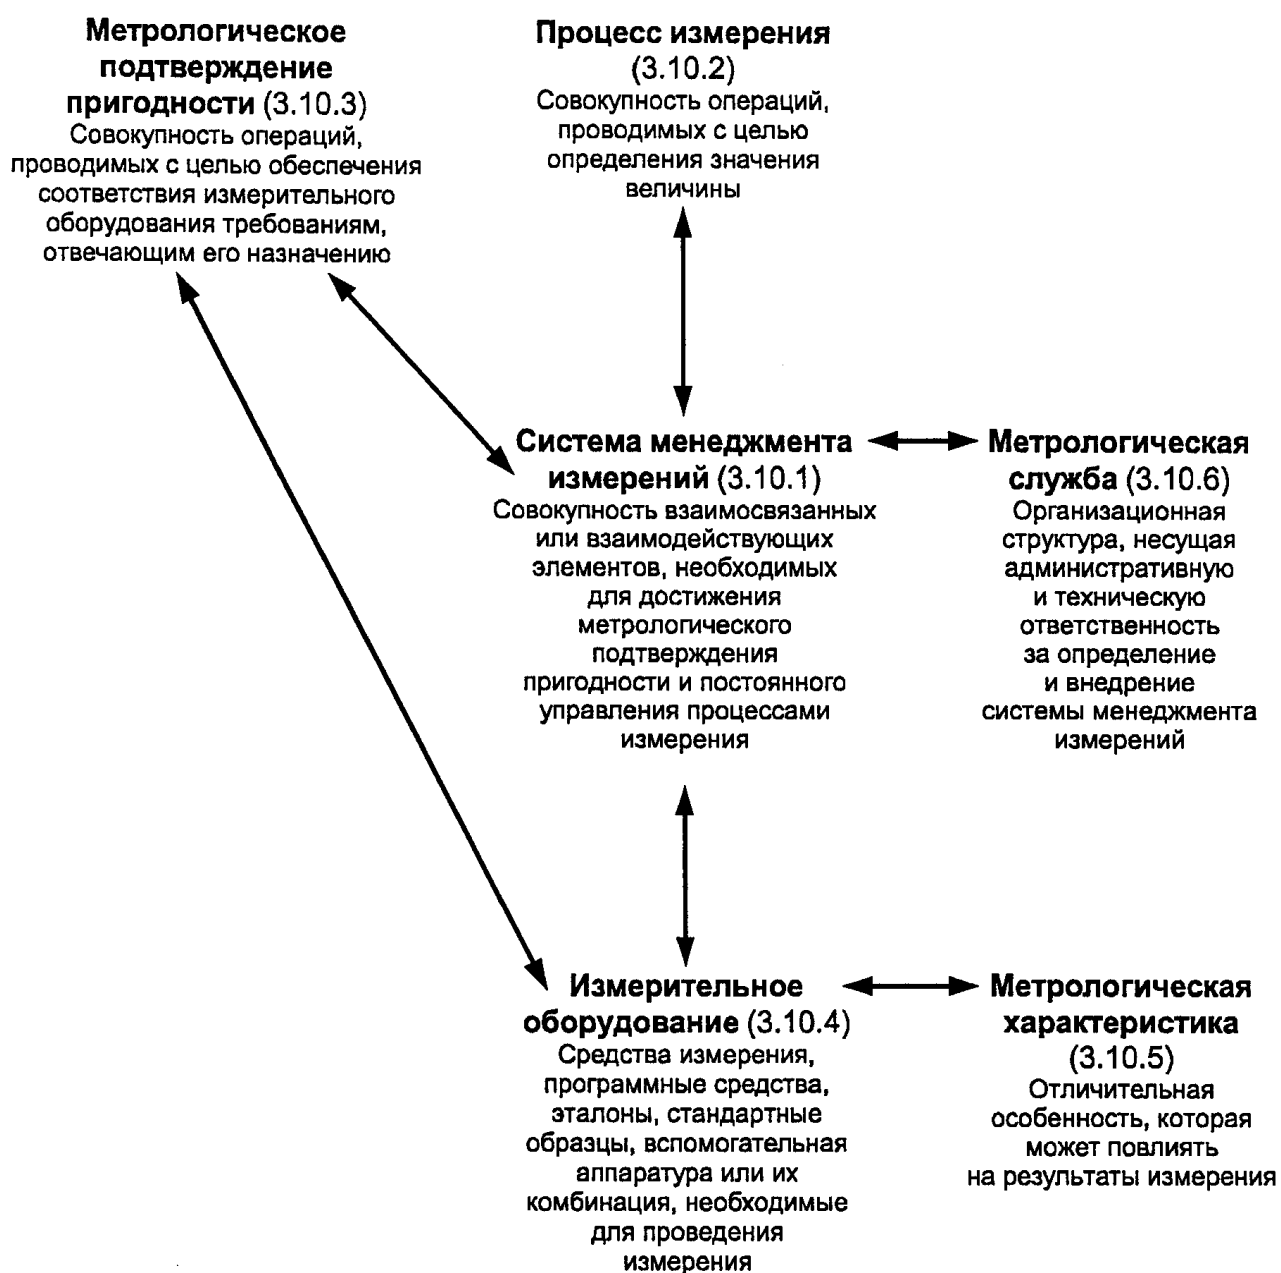 Метрологическое
подтверждение
пригодности (3.10.3)
Совокупность операций,
проводимых с целью обеспечения
соответствия измерительного
оборудования требованиям,
отвечающим его назначению
Процесс измерения
(3.10.2)
Совокупность операций,
проводимых с целью
определения значения
величины
Система менеджмента
измерений (3.10.1)
Совокупность взаимосвязанных
или взаимодействующих
элементов, необходимых
для достижения
метрологического
подтверждения
пригодности и постоянного
управления процессами
измерения
Метрологическая
служба (3.10.6)
Организационная
структура, несущая
административную
и техническую
ответственность
за определение
и внедрение
системы менеджмента
измерений
Измерительное
оборудование (3.10.4)
Средства измерения,
программные средства,
эталоны, стандартные
образцы, вспомогательная
аппаратура или их
комбинация, необходимые
для проведения
измерения
Метрологическая
характеристика
(3.10.5)
Отличительная
особенность, которая
может повлиять
на результаты измерения